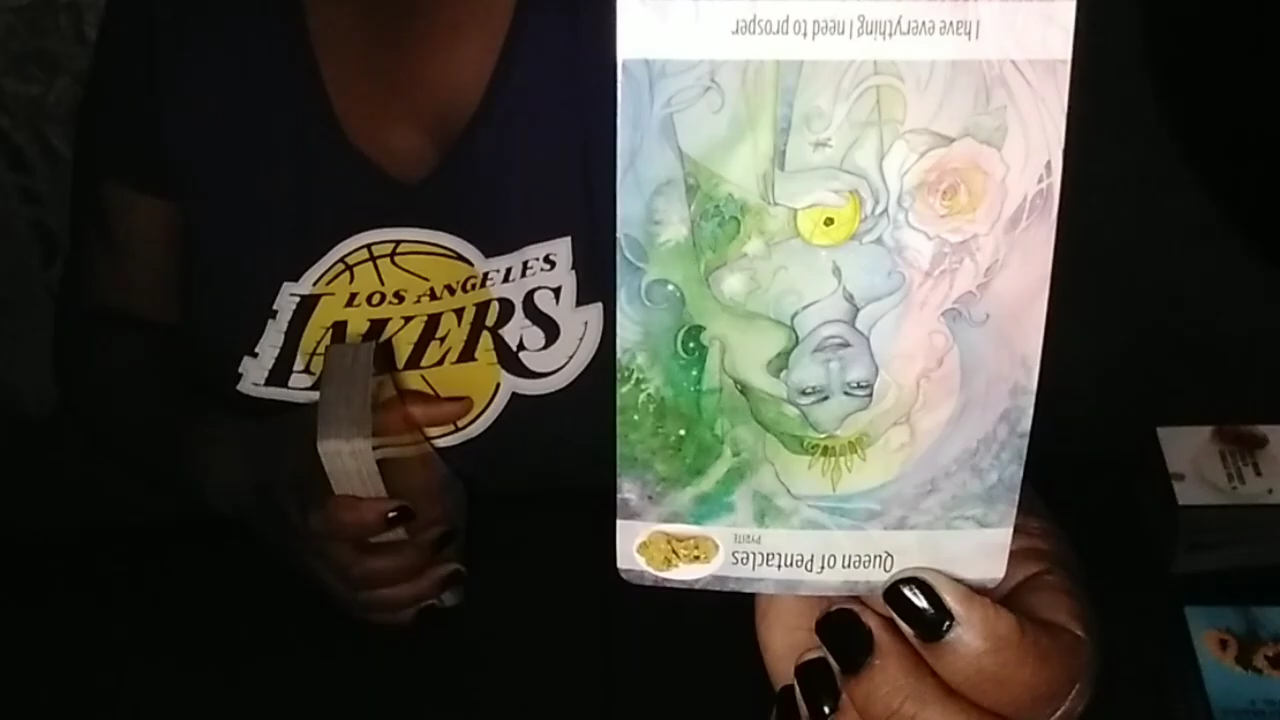 I have everything I need to prosper
LOS ANGELES
LAKERS
PYRITE
Queen of Pentacles